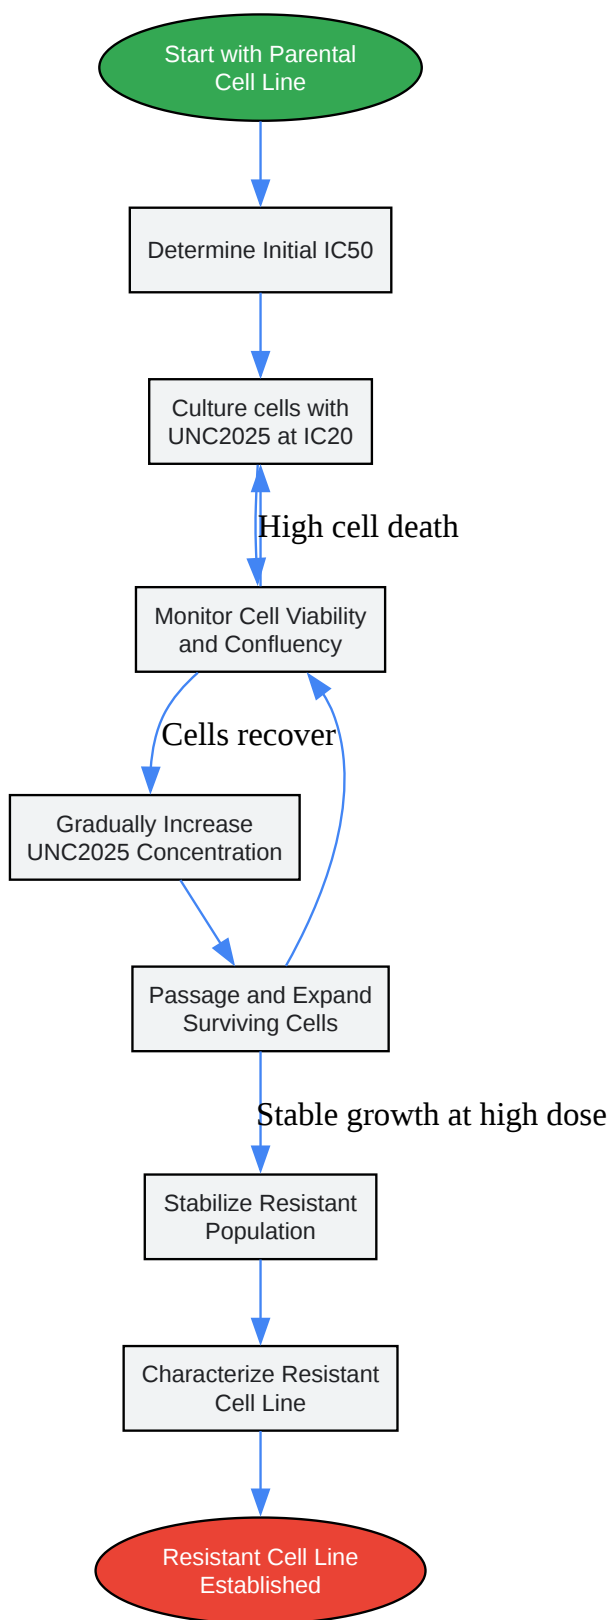 Start with Parental
Cell Line
Determine Initial IC50
Culture cells with
UNC2025 at IC20
High cell death
Monitor Cell Viability
and Confluency
Cells recover
Gradually Increase
UNC2025 Concentration
Passage and Expand
Surviving Cells
Stable growth at high dose
Stabilize Resistant
Population
Characterize Resistant
Cell Line
Resistant Cell Line
Established